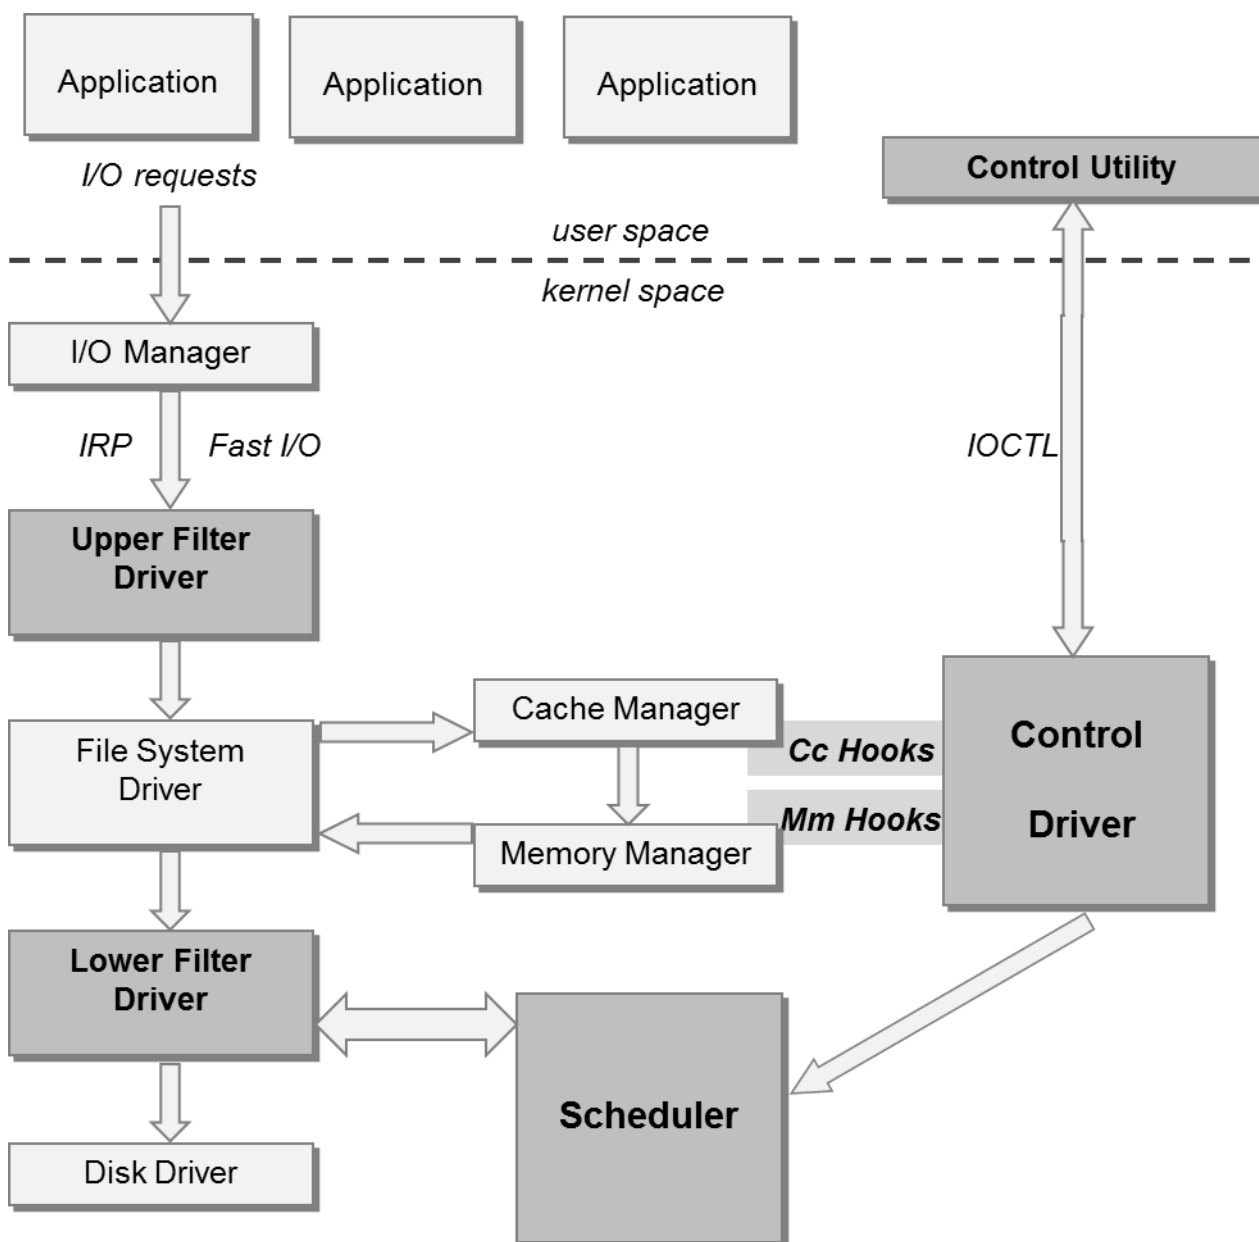 Application
Application
Application
I/O requests
Control Utility
user space
kernel space
I/O Manager
IRP
Fast I/O
IOCTL
Upper Filter
Driver
File System
Driver
Cache Manager
Cc Hooks
Mm Hooks
Memory Manager
Control
Driver
Lower Filter
Driver
Scheduler
Disk Driver